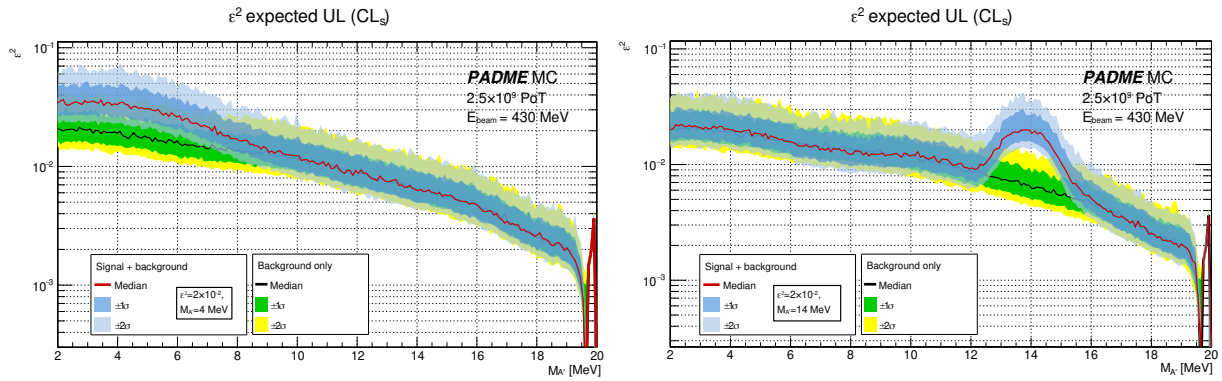 ε² expected UL (CLₛ)
ε²
10⁻¹
10⁻²
10⁻³
PADME MC
2.5×10⁹ PoT
E_beam = 430 MeV
Signal + background
Median
±1σ
±2σ
ε²=2×10⁻²,
M_A'=4 MeV
Background only
Median
±1σ
±2σ
2 4 6 8 10 12 14 16 18 20
M_A' [MeV]
ε² expected UL (CLₛ)
ε²
10⁻¹
10⁻²
10⁻³
PADME MC
2.5×10⁹ PoT
E_beam = 430 MeV
Signal + background
Median
±1σ
±2σ
ε²=2×10⁻²,
M_A'=14 MeV
Background only
Median
±1σ
±2σ
2 4 6 8 10 12 14 16 18 20
M_A' [MeV]